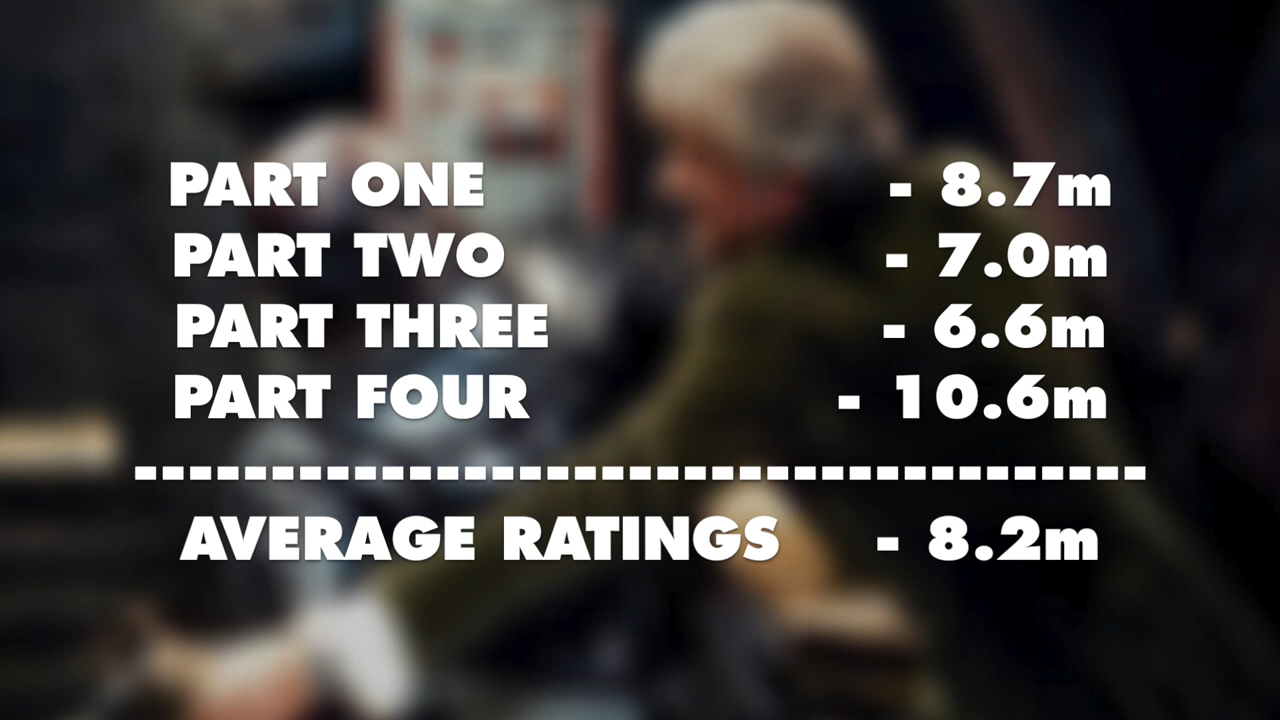 PART ONE - 8.7m
PART TWO - 7.0m
PART THREE - 6.6m
PART FOUR - 10.6m
-------------------------------------
AVERAGE RATINGS - 8.2m